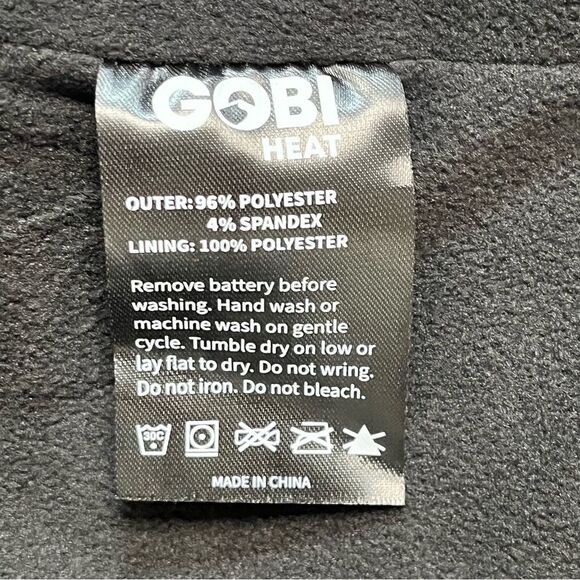 GOBI
HEAT
OUTER: 96% POLYESTER
4% SPANDEX
LINING: 100% POLYESTER
Remove battery before
washing. Hand wash or
machine wash on gentle
cycle. Tumble dry on low or
lay flat to dry. Do not wring.
Do not iron. Do not bleach.
30C
MADE IN CHINA